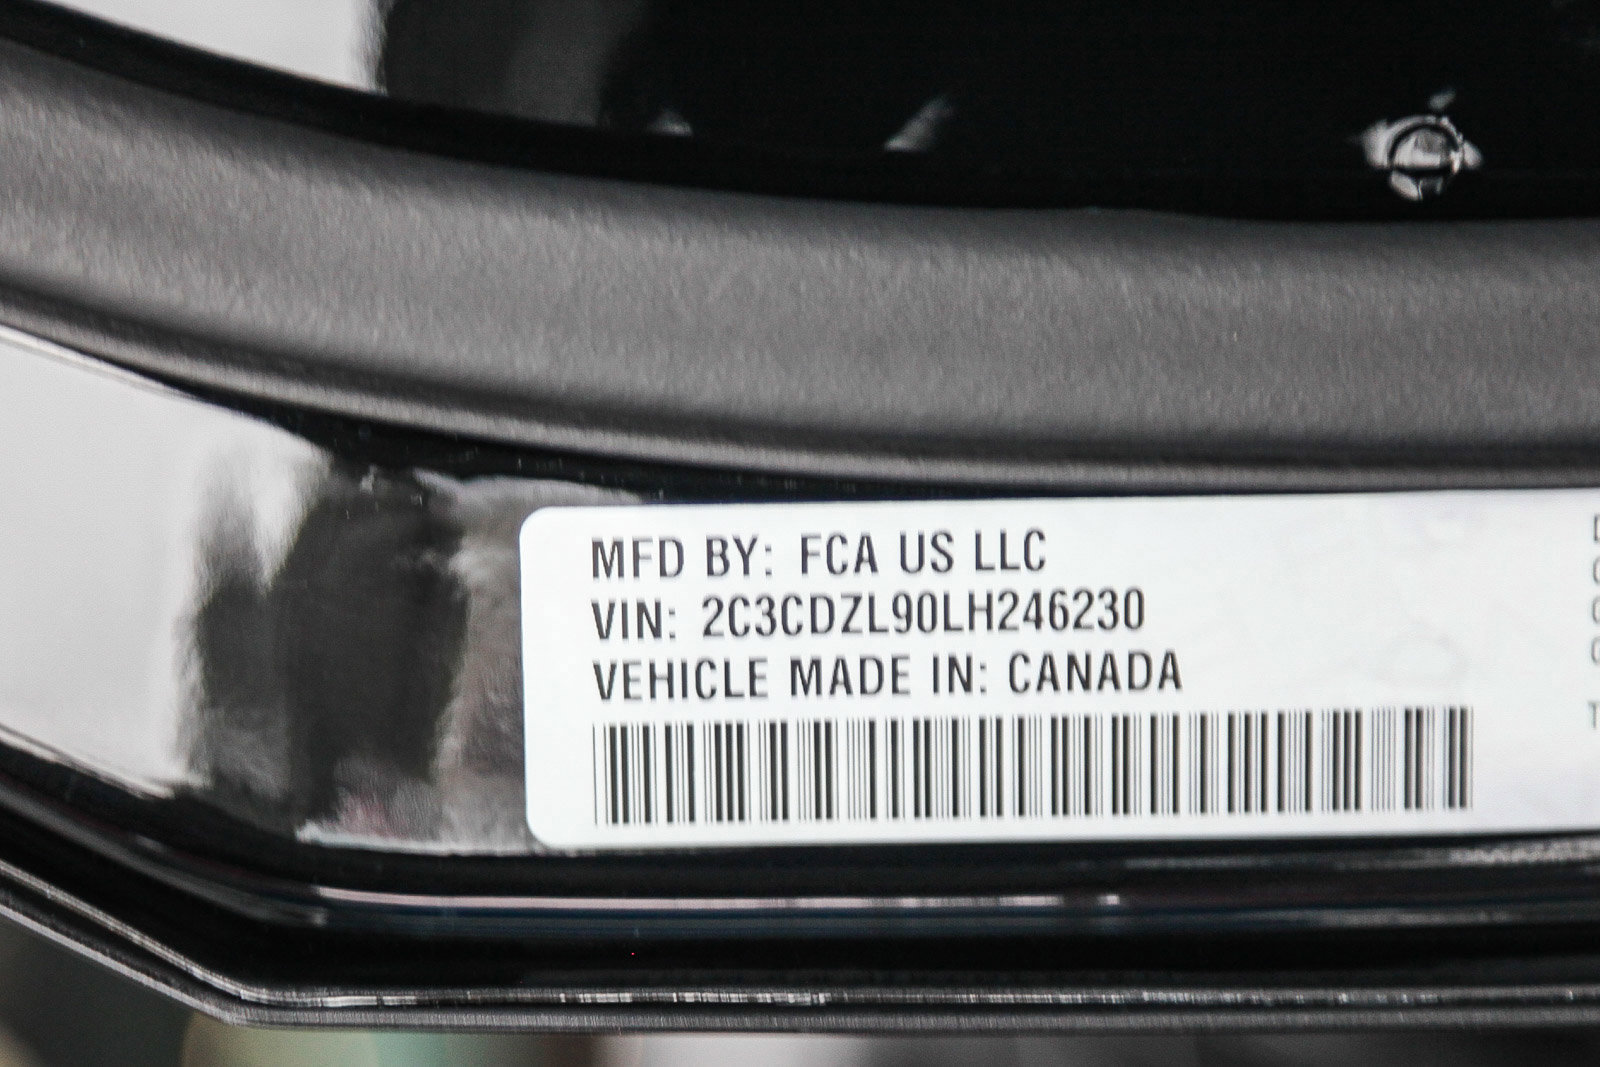 MFD BY: FCA US LLC
VIN: 2C3CDZL90LH246230
VEHICLE MADE IN: CANADA